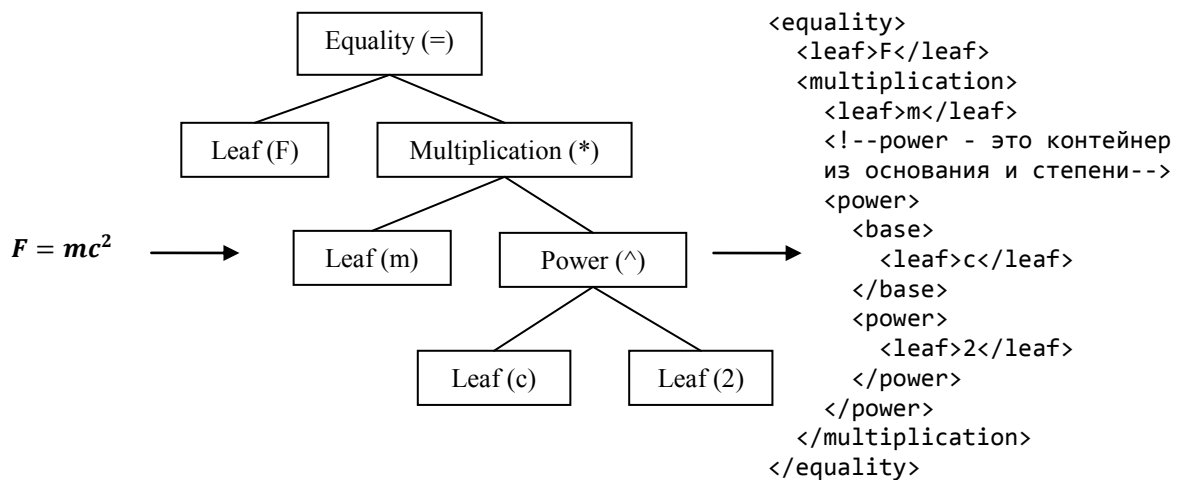 F = mc²
Equality (=)
Leaf (F)
Multiplication (*)
Leaf (m)
Power (^)
Leaf (c)
Leaf (2)
<equality>
<leaf>F</leaf>
<multiplication>
<leaf>m</leaf>
<!--power - это контейнер
из основания и степени-->
<power>
<base>
<leaf>c</leaf>
</base>
<power>
<leaf>2</leaf>
</power>
</power>
</multiplication>
</equality>